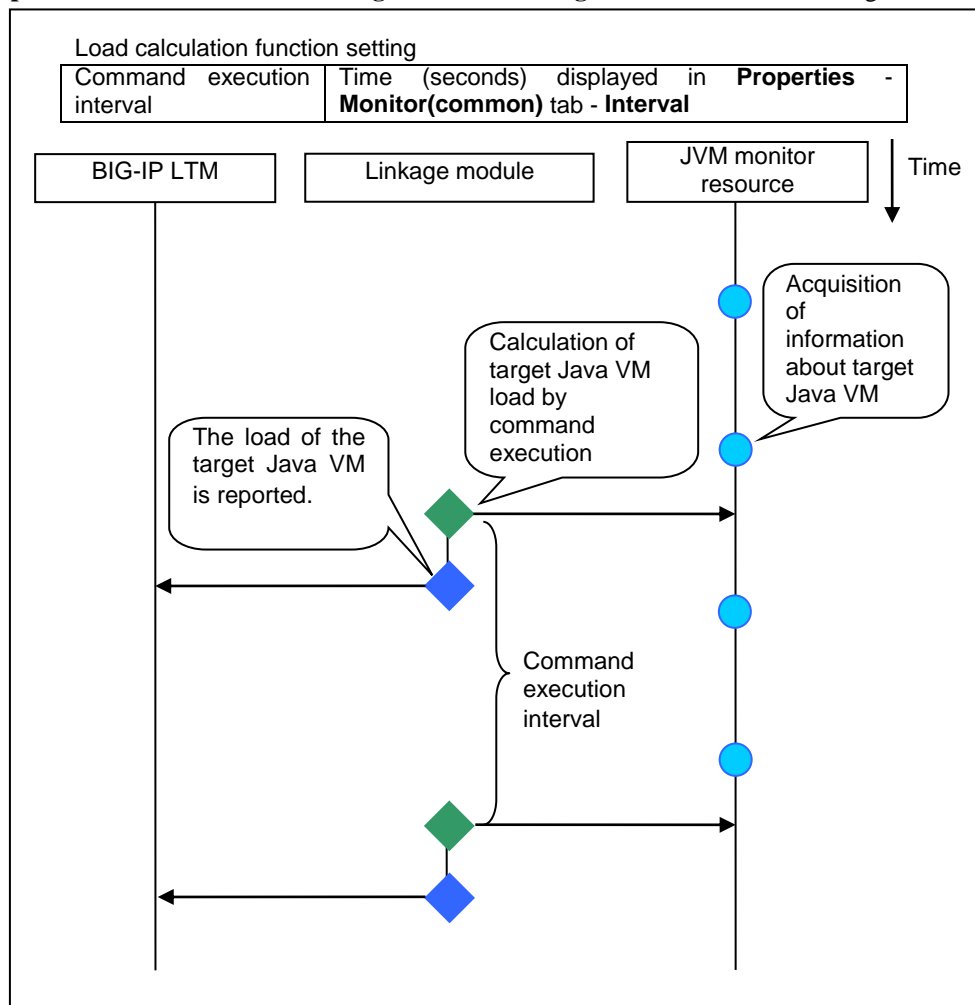 Load calculation function setting
Command execution interval
Time (seconds) displayed in Properties -
Monitor(common) tab - Interval
BIG-IP LTM
Linkage module
JVM monitor
resource
Time
Acquisition
of
information
about target
Java VM
Calculation of
target Java VM
load by
command
execution
The load of the
target Java VM
is reported.
Command
execution
interval